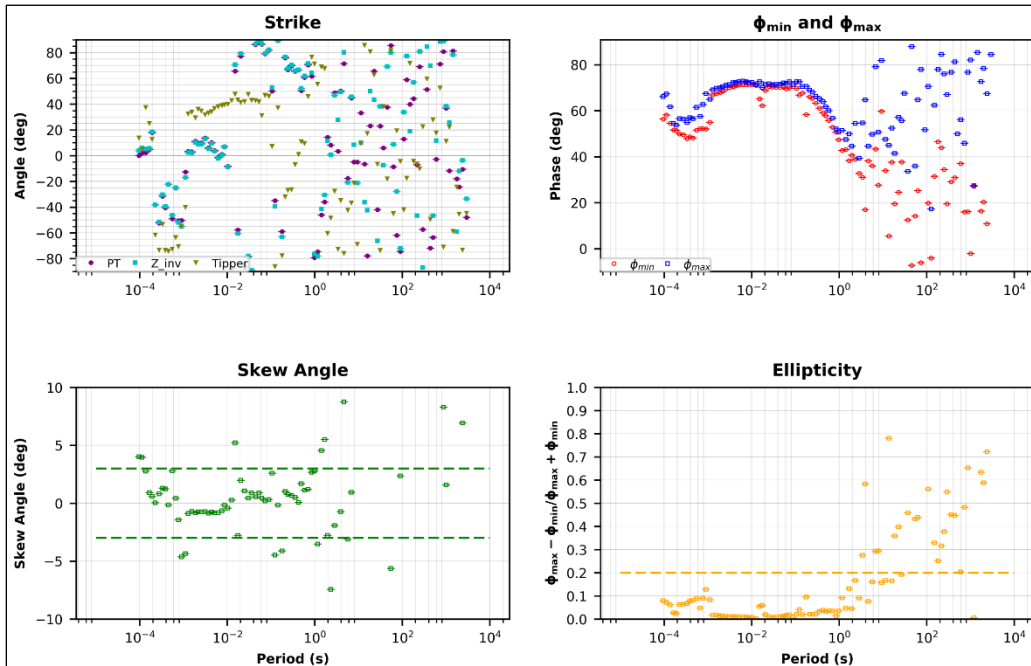 Strike
Angle (deg)
80
60
40
20
0
−20
−40
−60
−80
PT Z_inv Tipper
10⁻⁴ 10⁻² 10⁰ 10² 10⁴
ϕmin and ϕmax
Phase (deg)
80
60
40
20
0
ϕmin ϕmax
10⁻⁴ 10⁻² 10⁰ 10² 10⁴
Skew Angle
Skew Angle (deg)
10
5
0
−5
−10
10⁻⁴ 10⁻² 10⁰ 10² 10⁴
Period (s)
Ellipticity
ϕmax − ϕmin/ϕmax + ϕmin
1.0
0.9
0.8
0.7
0.6
0.5
0.4
0.3
0.2
0.1
0.0
10⁻⁴ 10⁻² 10⁰ 10² 10⁴
Period (s)